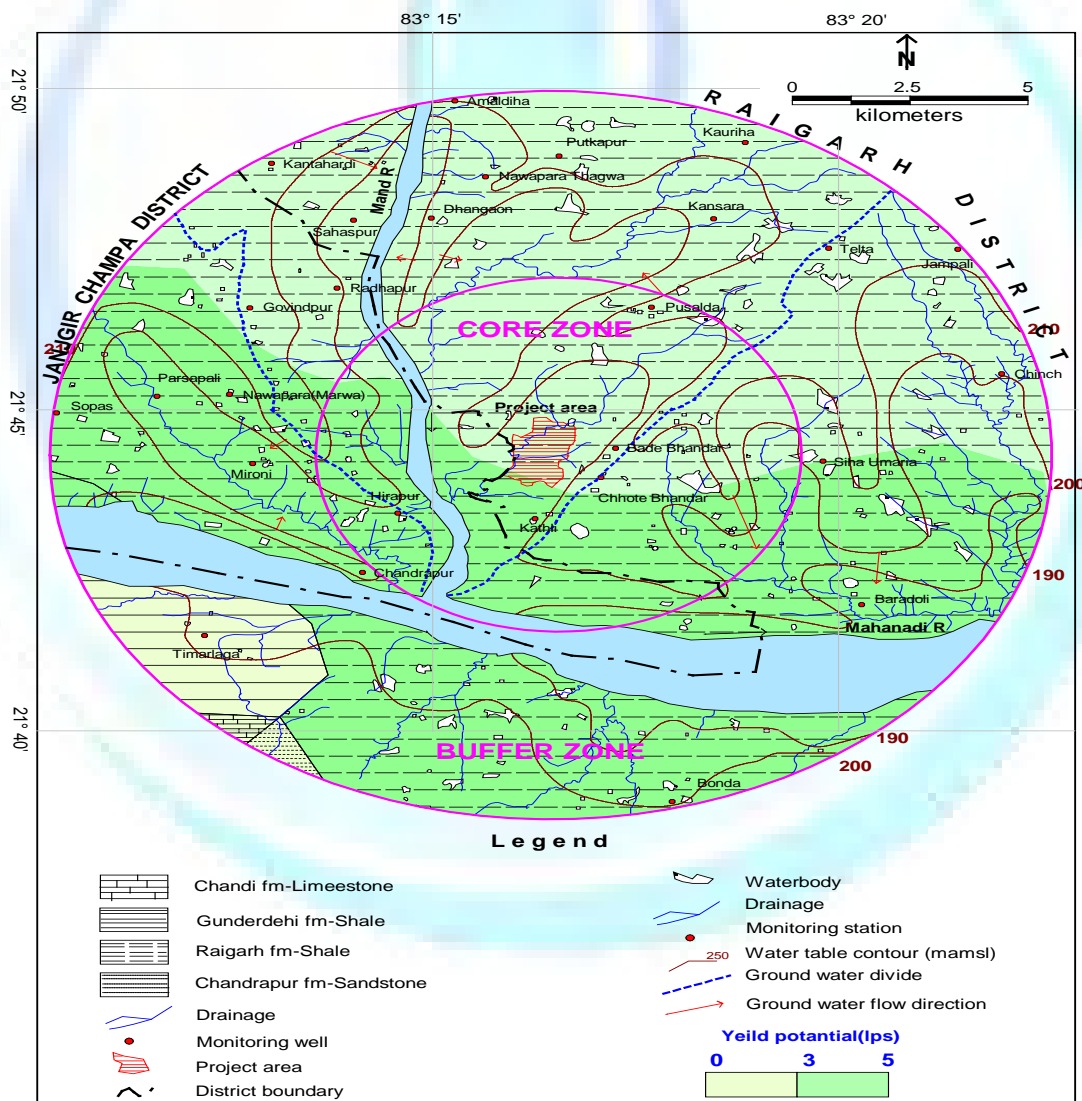 83° 15'
83° 20'
N
0 2.5 5
kilometers
21° 50'
21° 45'
21° 40'
RAIGARH DISTRICT
JANJGIR CHAMPA DISTRICT
Amaldiha
Kauriha
Putkapur
Kantahardi
Mand R.
Nawapara Thagwa
Dhangaon
Kansara
Sahaspur
Telta
Jampali
Radhapur
Govindpur
Pusalda
CORE ZONE
210
210
Chinch
Parsapali
Nawapara(Marwa)
Sopas
Project area
Bade Bhandar
Siha Umaria
Mironi
200
Hirapur
Chhote Bhandar
Kathli
Chandrapur
190
Baradoli
Mahanadi R
Timarlaga
BUFFER ZONE
190
200
Bonda
Legend
Chandi fm-Limeestone
Gunderdehi fm-Shale
Raigarh fm-Shale
Chandrapur fm-Sandstone
Drainage
Monitoring well
Project area
District boundary
Waterbody
Drainage
Monitoring station
250
Water table contour (mamsl)
Ground water divide
Ground water flow direction
Yeild potantial(lps)
0 3 5